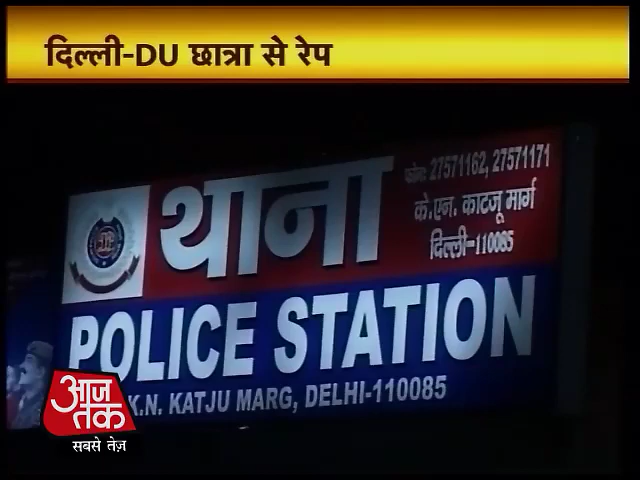 दिल्ली-DU छात्रा से रेप
थाना
फोन: 27571162, 27571171
के.एन. काटजू मार्ग
दिल्ली-110085
POLICE STATION
K.N. KATJU MARG, DELHI-110085
आज तक
सबसे तेज़